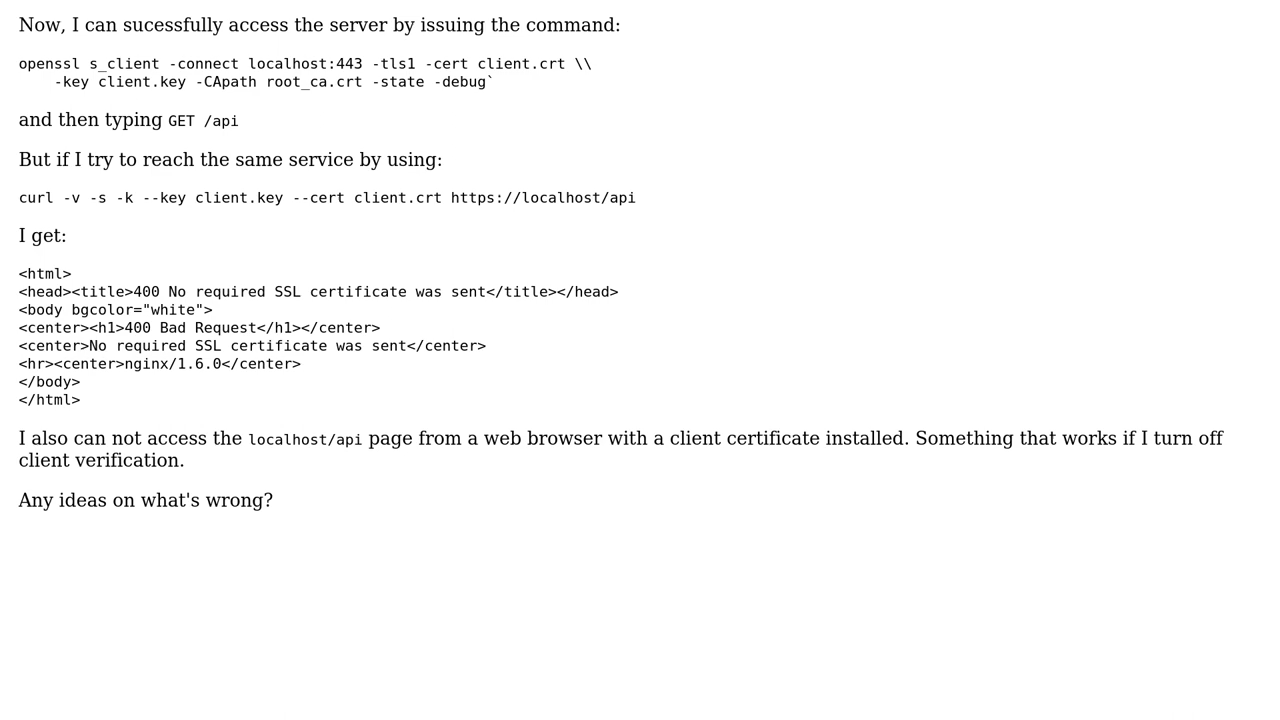 Now, I can sucessfully access the server by issuing the command:
openssl s_client -connect localhost:443 -tls1 -cert client.crt \\
    -key client.key -CApath root_ca.crt -state -debug`
and then typing GET /api
But if I try to reach the same service by using:
curl -v -s -k --key client.key --cert client.crt https://localhost/api
I get:
<html>
<head><title>400 No required SSL certificate was sent</title></head>
<body bgcolor="white">
<center><h1>400 Bad Request</h1></center>
<center>No required SSL certificate was sent</center>
<hr><center>nginx/1.6.0</center>
</body>
</html>
I also can not access the localhost/api page from a web browser with a client certificate installed. Something that works if I turn off
client verification.
Any ideas on what's wrong?